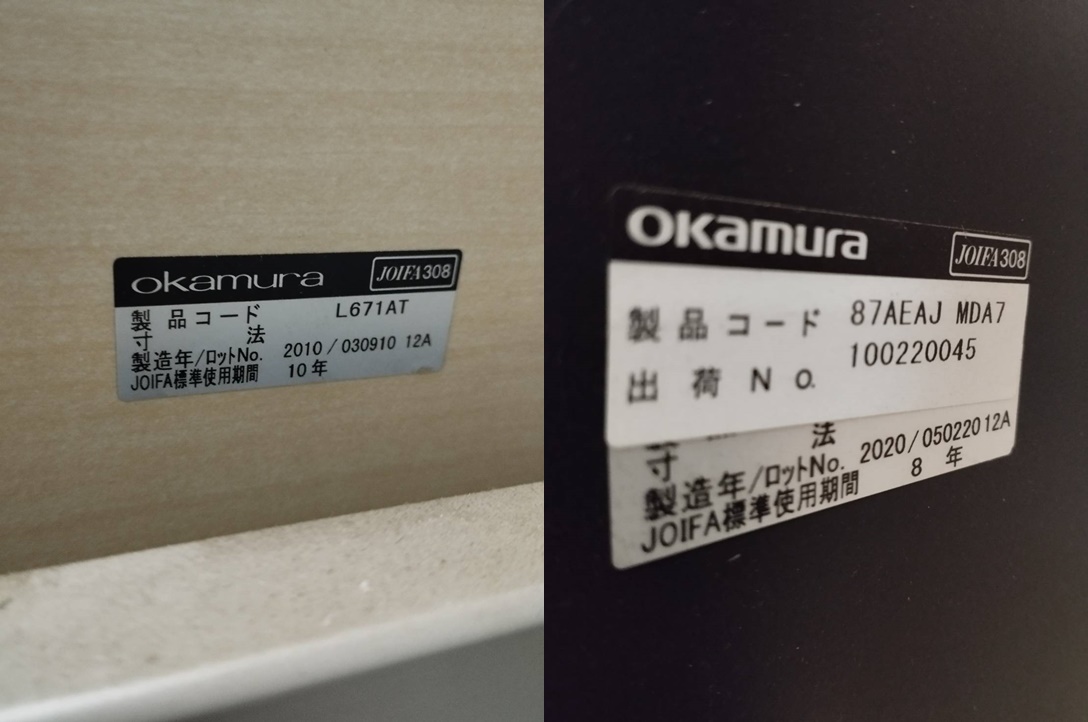 okamura JOIFA308
製品コード L671AT
寸法
製造年/ロットNo. 2010/030910 12A
JOIFA標準使用期間 10年
okamura JOIFA308
製品コード 87AEAJ MDA7
出荷No. 100220045
寸法
製造年/ロットNo. 2020/050220 12A
JOIFA標準使用期間 8年